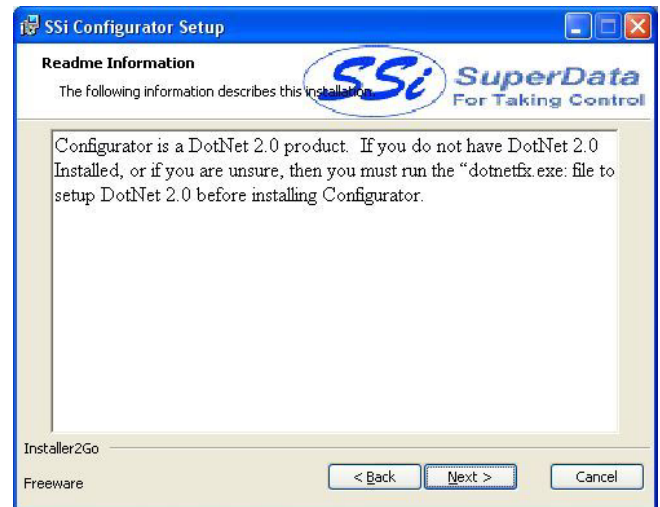 SSi Configurator Setup
Readme Information
The following information describes this installation.
SSi SuperData
For Taking Control
Configurator is a DotNet 2.0 product. If you do not have DotNet 2.0
Installed, or if you are unsure, then you must run the “dotnetfx.exe: file to
setup DotNet 2.0 before installing Configurator.
Installer2Go
Freeware
< Back
Next >
Cancel